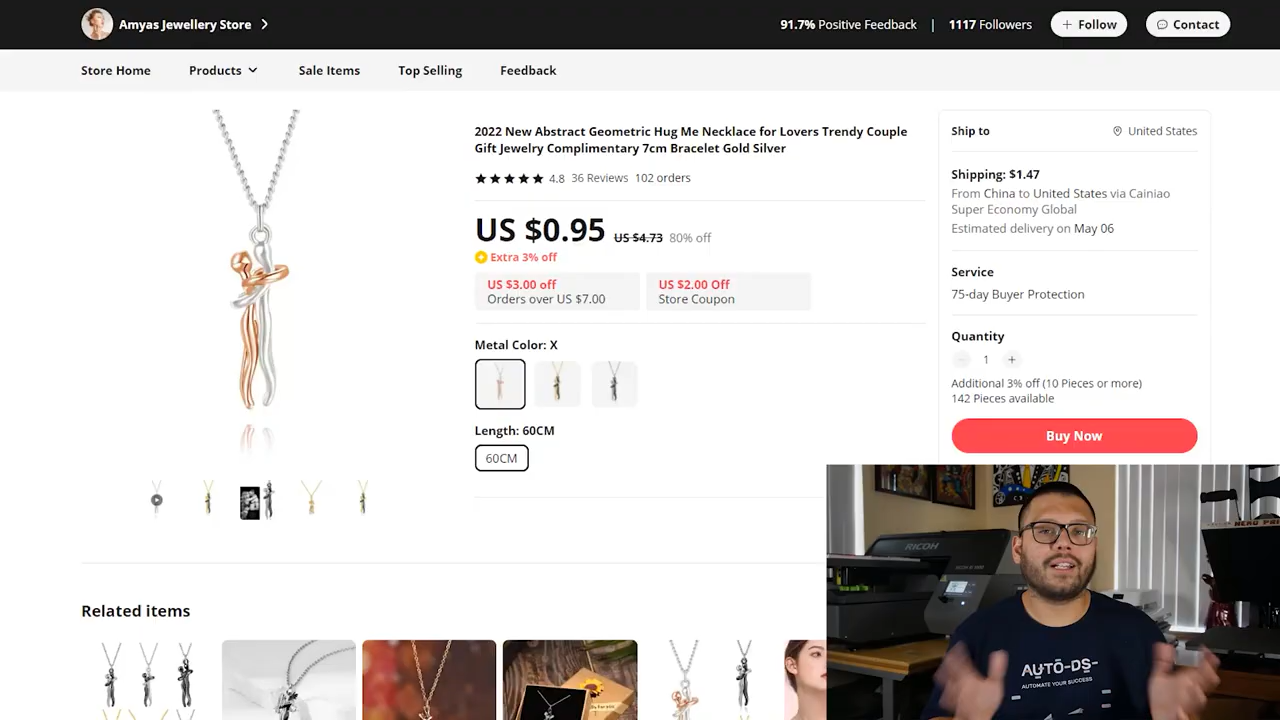 Amyas Jewellery Store
91.7% Positive Feedback | 1117 Followers
+ Follow
Contact
Store Home
Products
Sale Items
Top Selling
Feedback
2022 New Abstract Geometric Hug Me Necklace for Lovers Trendy Couple
Gift Jewelry Complimentary 7cm Bracelet Gold Silver
4.8 36 Reviews 102 orders
US $0.95 US $4.73 80% off
Extra 3% off
US $3.00 off
Orders over US $7.00
US $2.00 Off
Store Coupon
Metal Color: X
Length: 60CM
60CM
Ship to
United States
Shipping: $1.47
From China to United States via Cainiao
Super Economy Global
Estimated delivery on May 06
Service
75-day Buyer Protection
Quantity
1 +
Additional 3% off (10 Pieces or more)
142 Pieces available
Buy Now
Related items
RICOH
AUTO-DS-
AUTOMATE YOUR SUCCESS